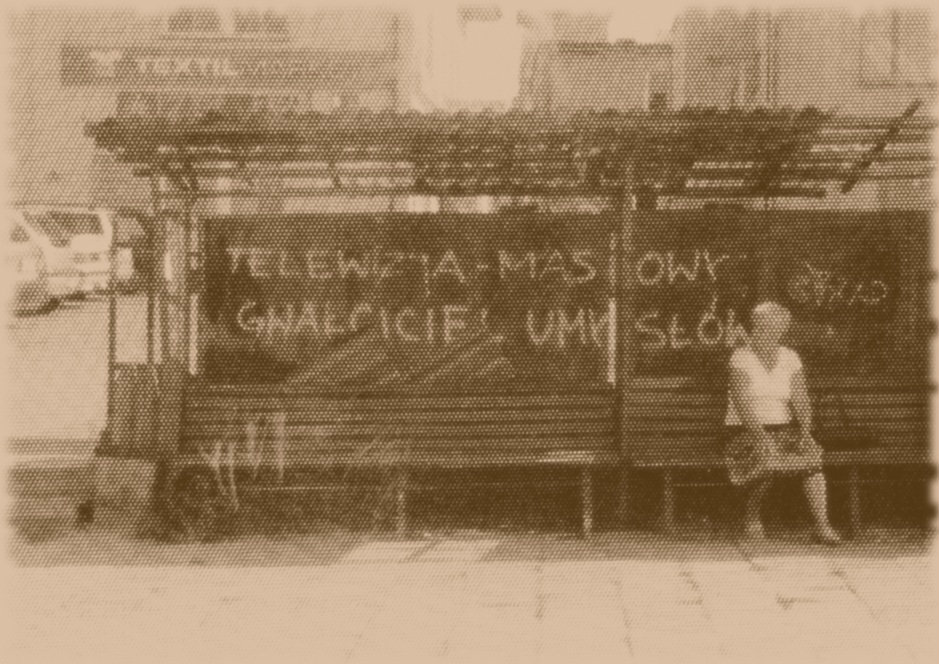 TEXTIL
TELEWIZJA - MASOWY
GWAŁCICIEL UMYSŁÓW